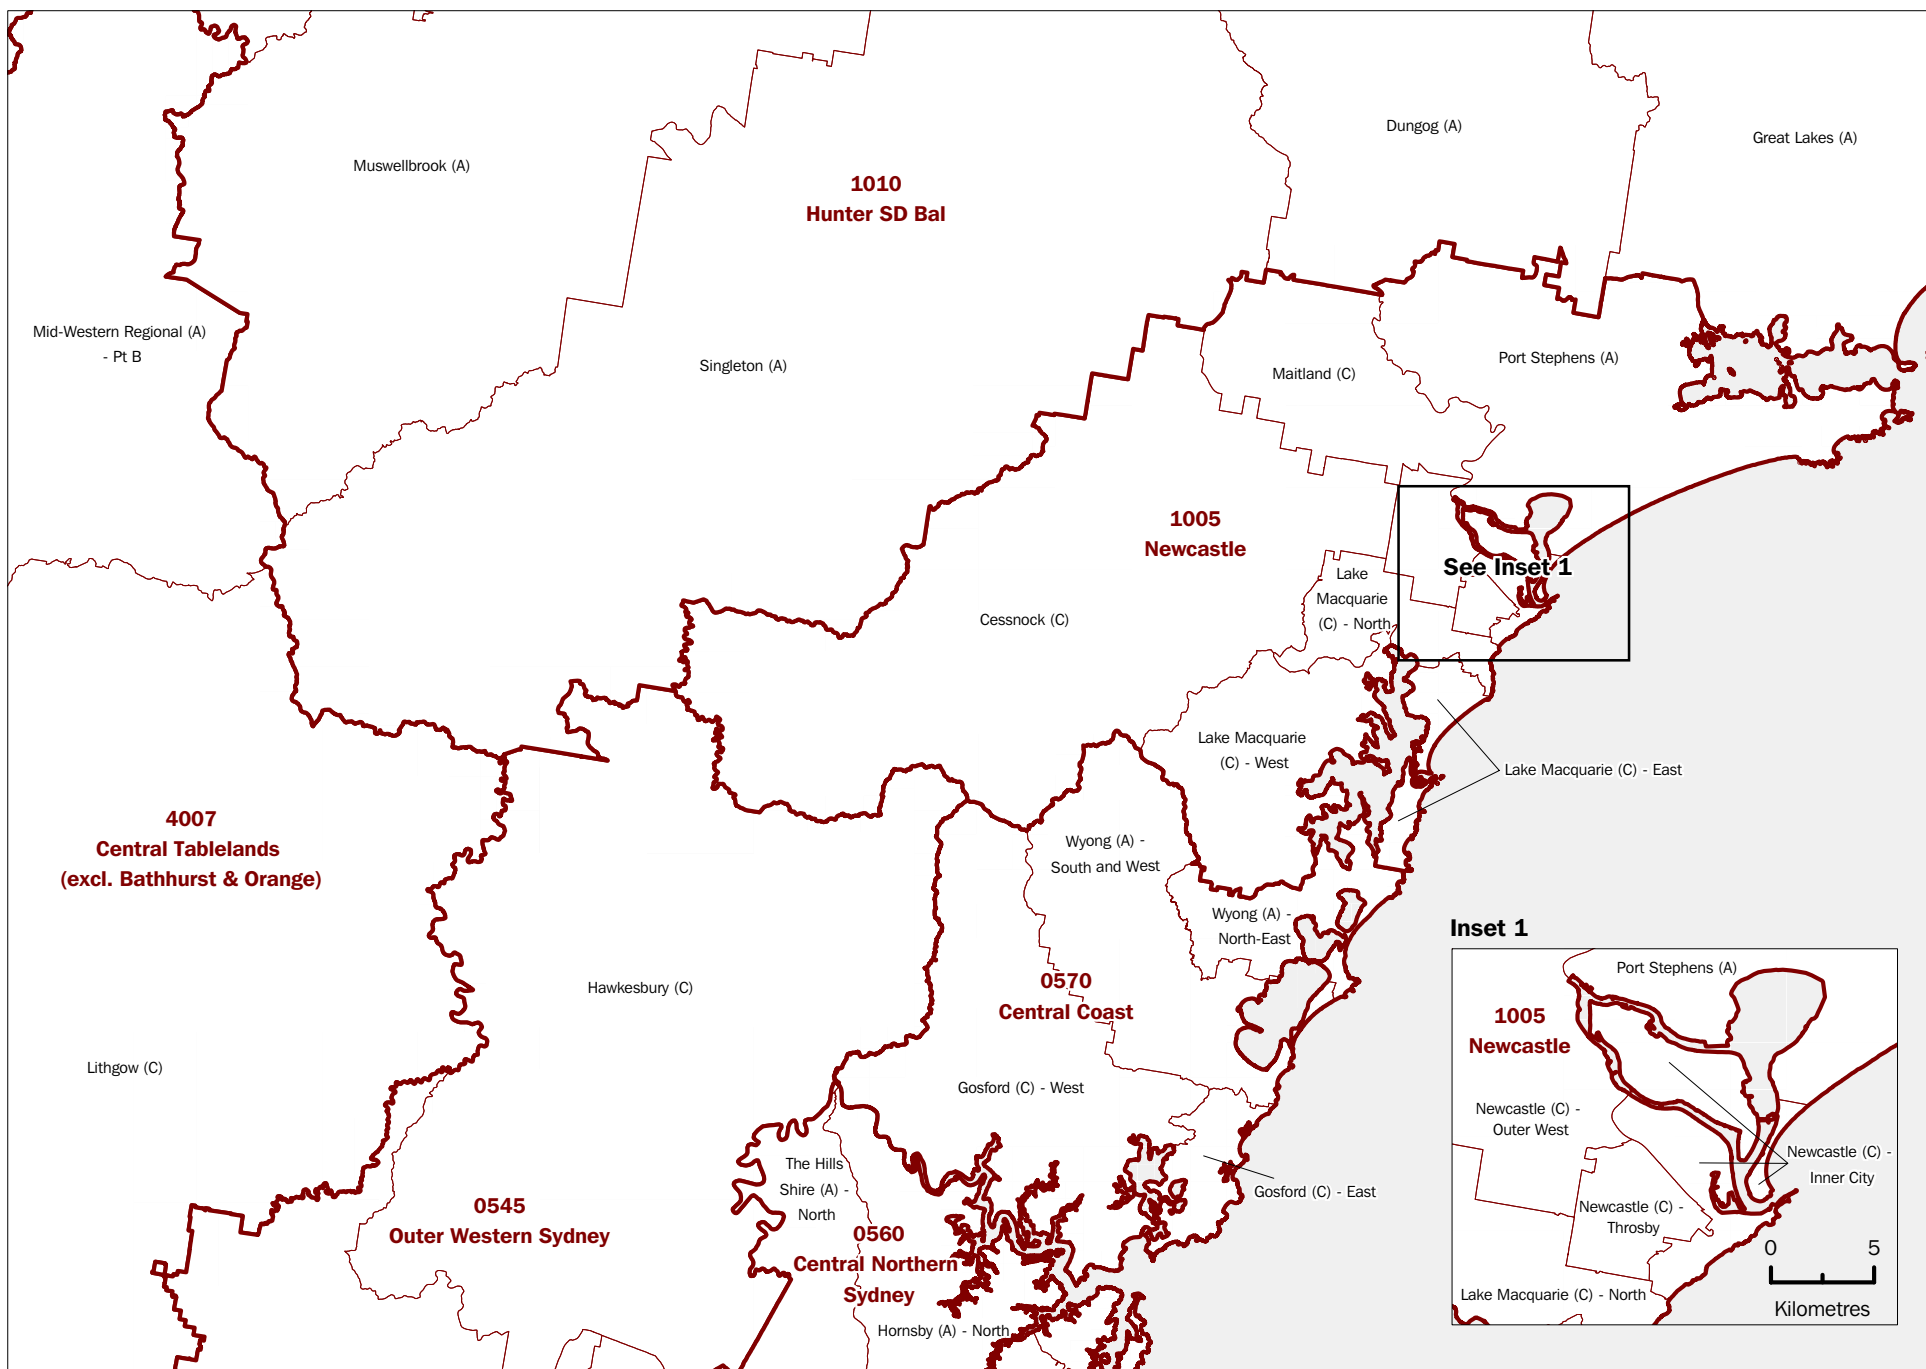 Dungog (A)
Great Lakes (A)
Muswellbrook (A)
1010
Hunter SD Bal
Mid-Western Regional (A)
- Pt B
Singleton (A)
Maitland (C)
Port Stephens (A)
1005
Newcastle
See Inset 1
Lake
Macquarie
(C) - North
Cessnock (C)
Lake Macquarie
(C) - West
Lake Macquarie (C) - East
4007
Central Tablelands
(excl. Bathhurst & Orange)
Wyong (A) -
South and West
Wyong (A) -
North-East
Hawkesbury (C)
0570
Central Coast
Lithgow (C)
Gosford (C) - West
The Hills
Shire (A) -
North
Gosford (C) - East
0545
Outer Western Sydney
0560
Central Northern
Sydney
Hornsby (A) - North
Inset 1
Port Stephens (A)
1005
Newcastle
Newcastle (C) -
Outer West
Newcastle (C) -
Inner City
Newcastle (C) -
Throsby
Lake Macquarie (C) - North
0 5
Kilometres